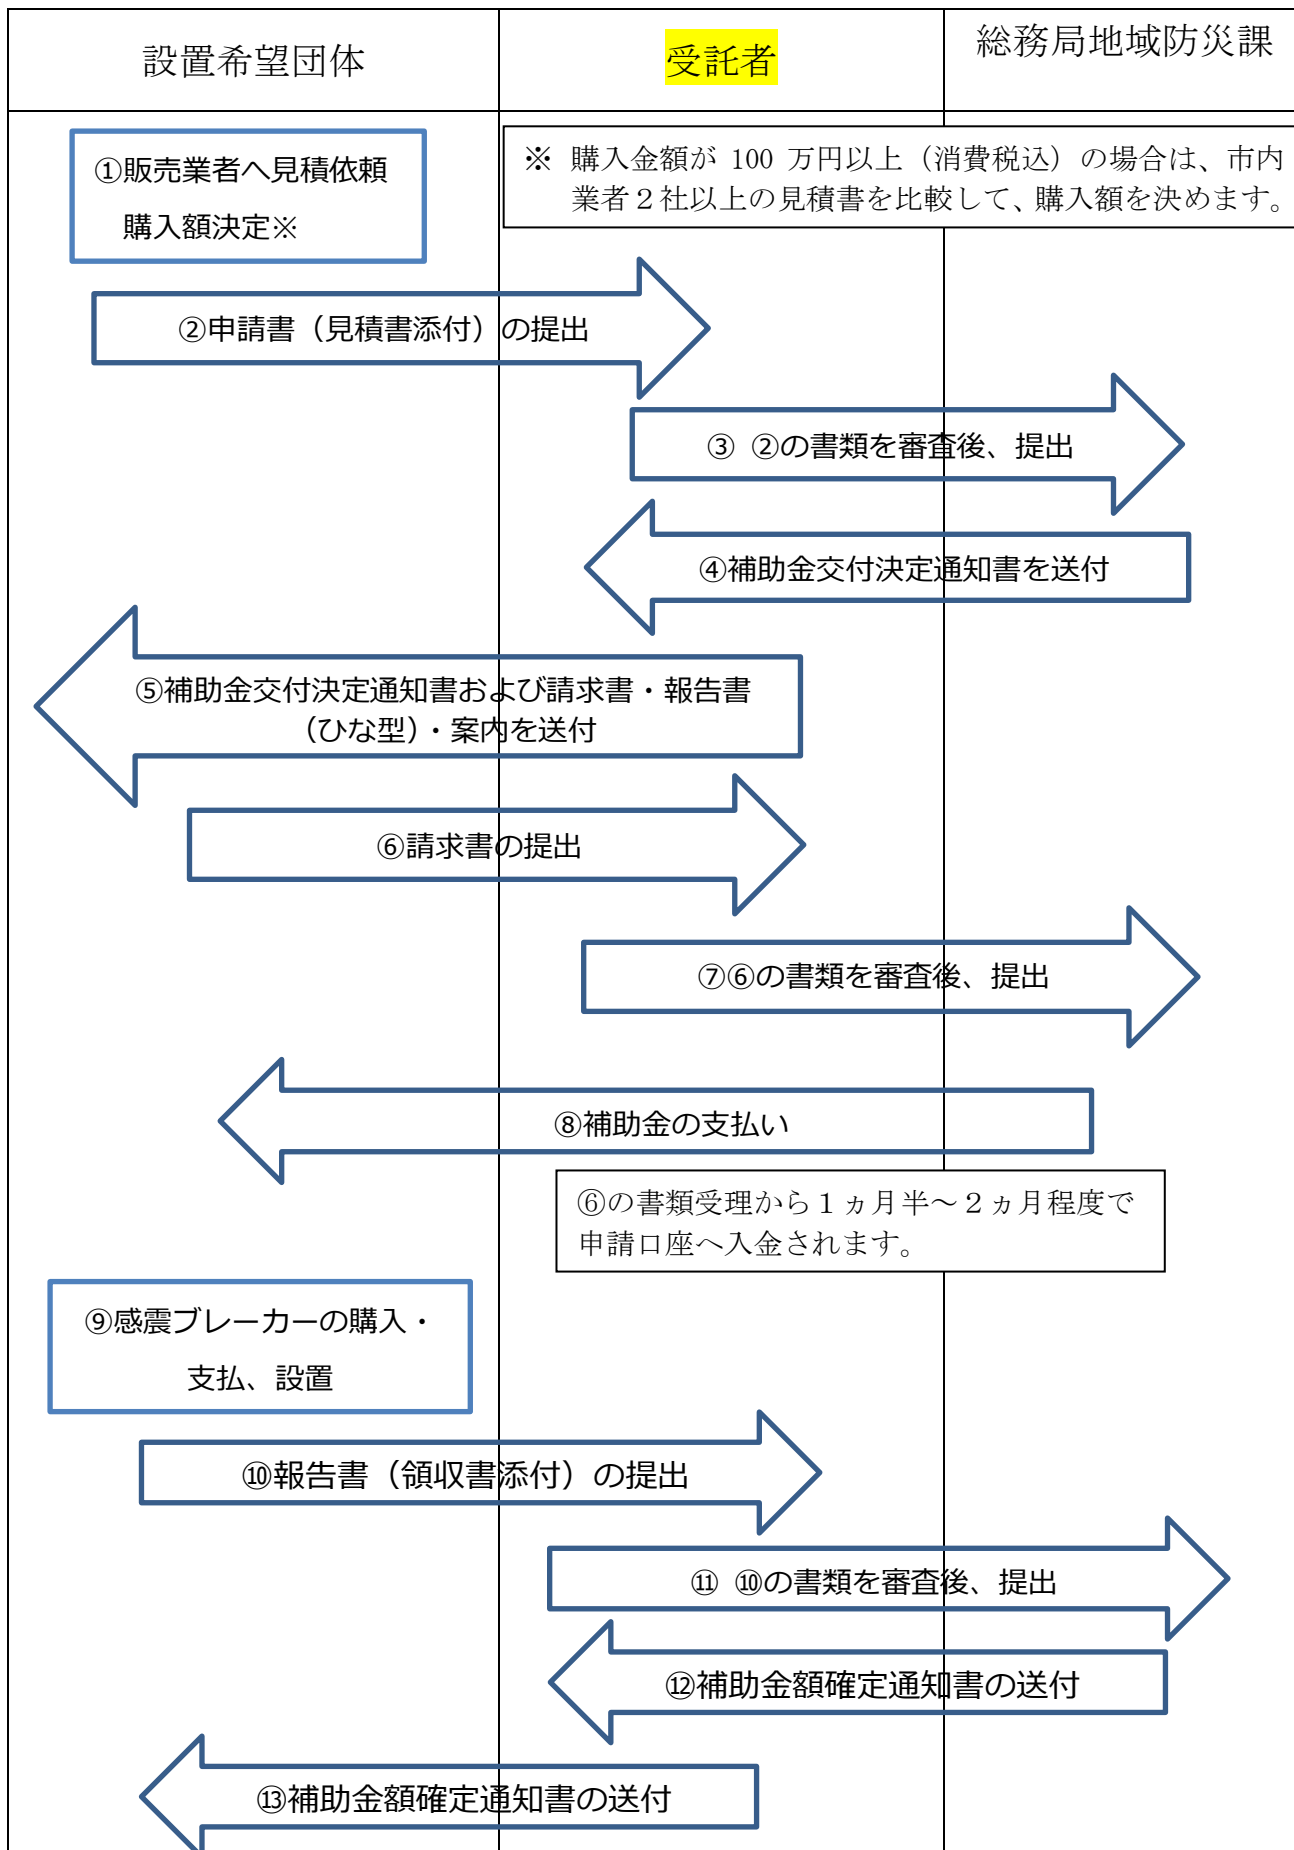 設置希望団体
受託者
総務局地域防災課
①販売業者へ見積依頼
購入額決定※
※ 購入金額が 100 万円以上（消費税込）の場合は、市内
業者２社以上の見積書を比較して、購入額を決めます。
②申請書（見積書添付）の提出
③ ②の書類を審査後、提出
④補助金交付決定通知書を送付
⑤補助金交付決定通知書および請求書・報告書
（ひな型）・案内を送付
⑥請求書の提出
⑦⑥の書類を審査後、提出
⑧補助金の支払い
⑥の書類受理から１ヵ月半～２ヵ月程度で
申請口座へ入金されます。
⑨感震ブレーカーの購入・
支払、設置
⑩報告書（領収書添付）の提出
⑪ ⑩の書類を審査後、提出
⑫補助金額確定通知書の送付
⑬補助金額確定通知書の送付